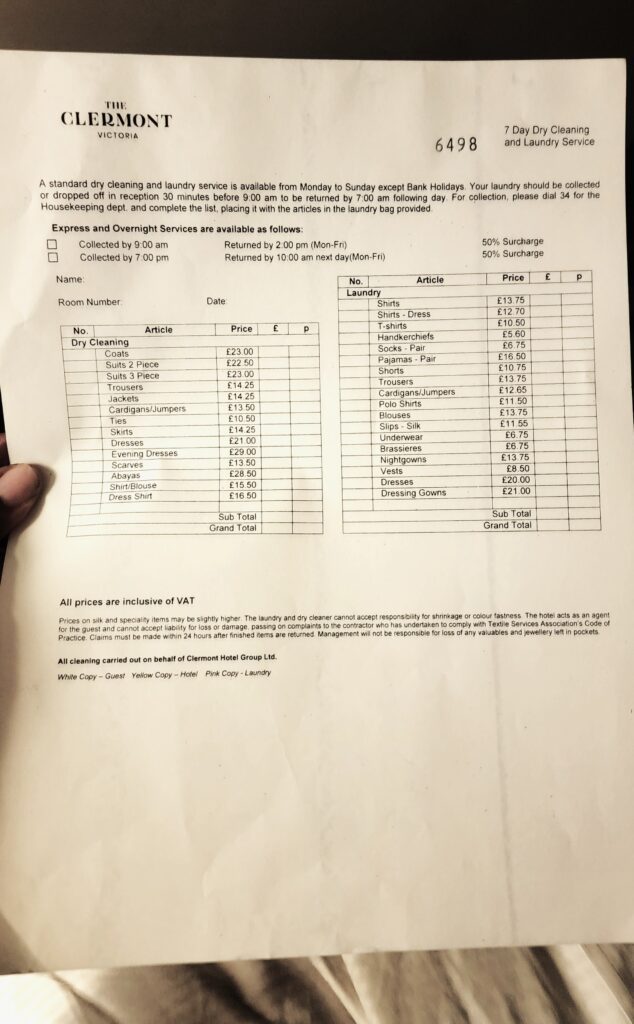 THE
CLERMONT
VICTORIA
6498
7 Day Dry Cleaning
and Laundry Service
A standard dry cleaning and laundry service is available from Monday to Sunday except Bank Holidays. Your laundry should be collected
or dropped off in reception 30 minutes before 9:00 am to be returned by 7:00 am following day. For collection, please dial 34 for the
Housekeeping dept. and complete the list, placing it with the articles in the laundry bag provided.
Express and Overnight Services are available as follows:
Collected by 9:00 am Returned by 2:00 pm (Mon-Fri) 50% Surcharge
Collected by 7:00 pm Returned by 10:00 am next day(Mon-Fri) 50% Surcharge
Name:
Room Number: Date:
No. Article Price £ p
Dry Cleaning
Coats £23.00
Suits 2 Piece £22.50
Suits 3 Piece £23.00
Trousers £14.25
Jackets £14.25
Cardigans/Jumpers £13.50
Ties £10.50
Skirts £14.25
Dresses £21.00
Evening Dresses £29.00
Scarves £13.50
Abayas £28.50
Shirt/Blouse £15.50
Dress Shirt £16.50
Sub Total
Grand Total
No. Article Price £ p
Laundry
Shirts £13.75
Shirts - Dress £12.70
T-shirts £10.50
Handkerchiefs £5.60
Socks - Pair £6.75
Pajamas - Pair £16.50
Shorts £10.75
Trousers £13.75
Cardigans/Jumpers £12.65
Polo Shirts £11.50
Blouses £13.75
Slips - Silk £11.55
Underwear £6.75
Brassieres £6.75
Nightgowns £13.75
Vests £8.50
Dresses £20.00
Dressing Gowns £21.00
Sub Total
Grand Total
All prices are inclusive of VAT
Prices on silk and speciality items may be slightly higher. The laundry and dry cleaner cannot accept responsibility for shrinkage or colour fastness. The hotel acts as an agent
for the guest and cannot accept liability for loss or damage, passing on complaints to the contractor who has undertaken to comply with Textile Services Association's Code of
Practice. Claims must be made within 24 hours after finished items are returned. Management will not be responsible for loss of any valuables and jewellery left in pockets.
All cleaning carried out on behalf of Clermont Hotel Group Ltd.
White Copy – Guest Yellow Copy – Hotel Pink Copy - Laundry